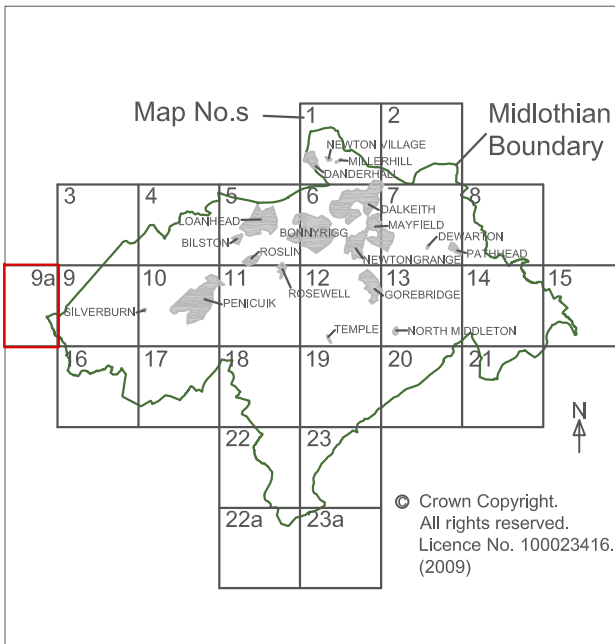 Map No.s
1
2
Midlothian
Boundary
NEWTON VILLAGE
MILLERHILL
DANDERHALL
3
4
5
6
7
8
LOANHEAD
DALKEITH
BONNYRIGG
MAYFIELD
BILSTON
DEWARTON
ROSLIN
NEWTONGRANGE
PATHHEAD
9a
9
10
11
12
13
14
15
SILVERBURN
PENICUIK
ROSEWELL
GOREBRIDGE
TEMPLE
NORTH MIDDLETON
16
17
18
19
20
21
N
22
23
22a
23a
© Crown Copyright.
All rights reserved.
Licence No. 100023416.
(2009)